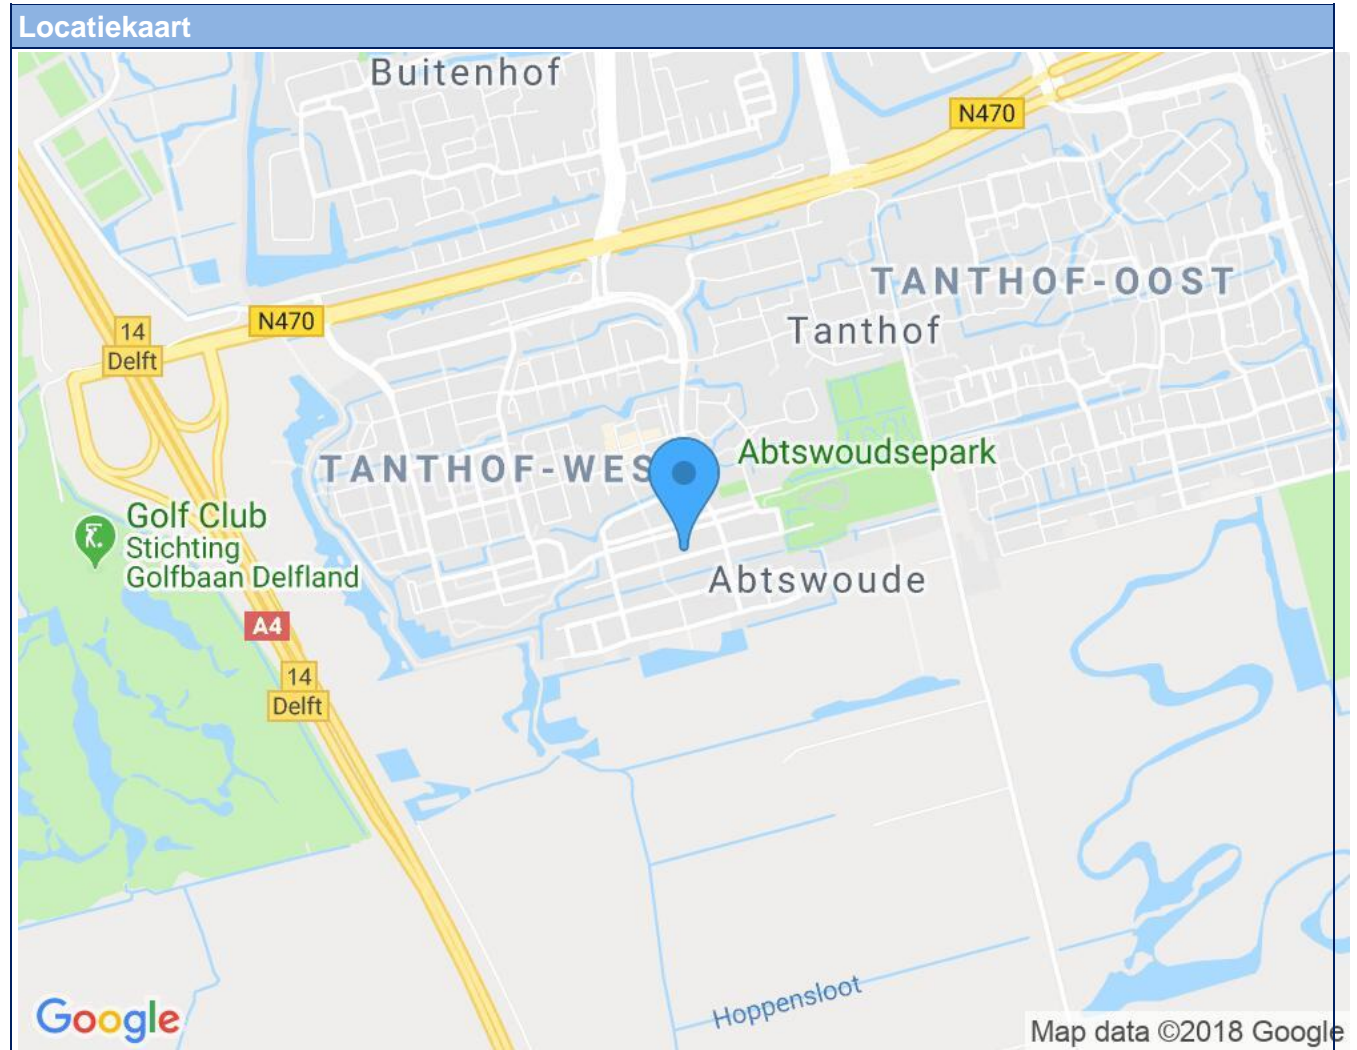 Locatiekaart
Buitenhof
N470
TANTHOF-OOST
Tanthof
N470
14
Delft
Abtswoudsepark
TANTHOF-WES
Golf Club
Stichting
Golfbaan Delfland
Abtswoude
A4
14
Delft
Hoppensloot
Google
Map data ©2018 Google